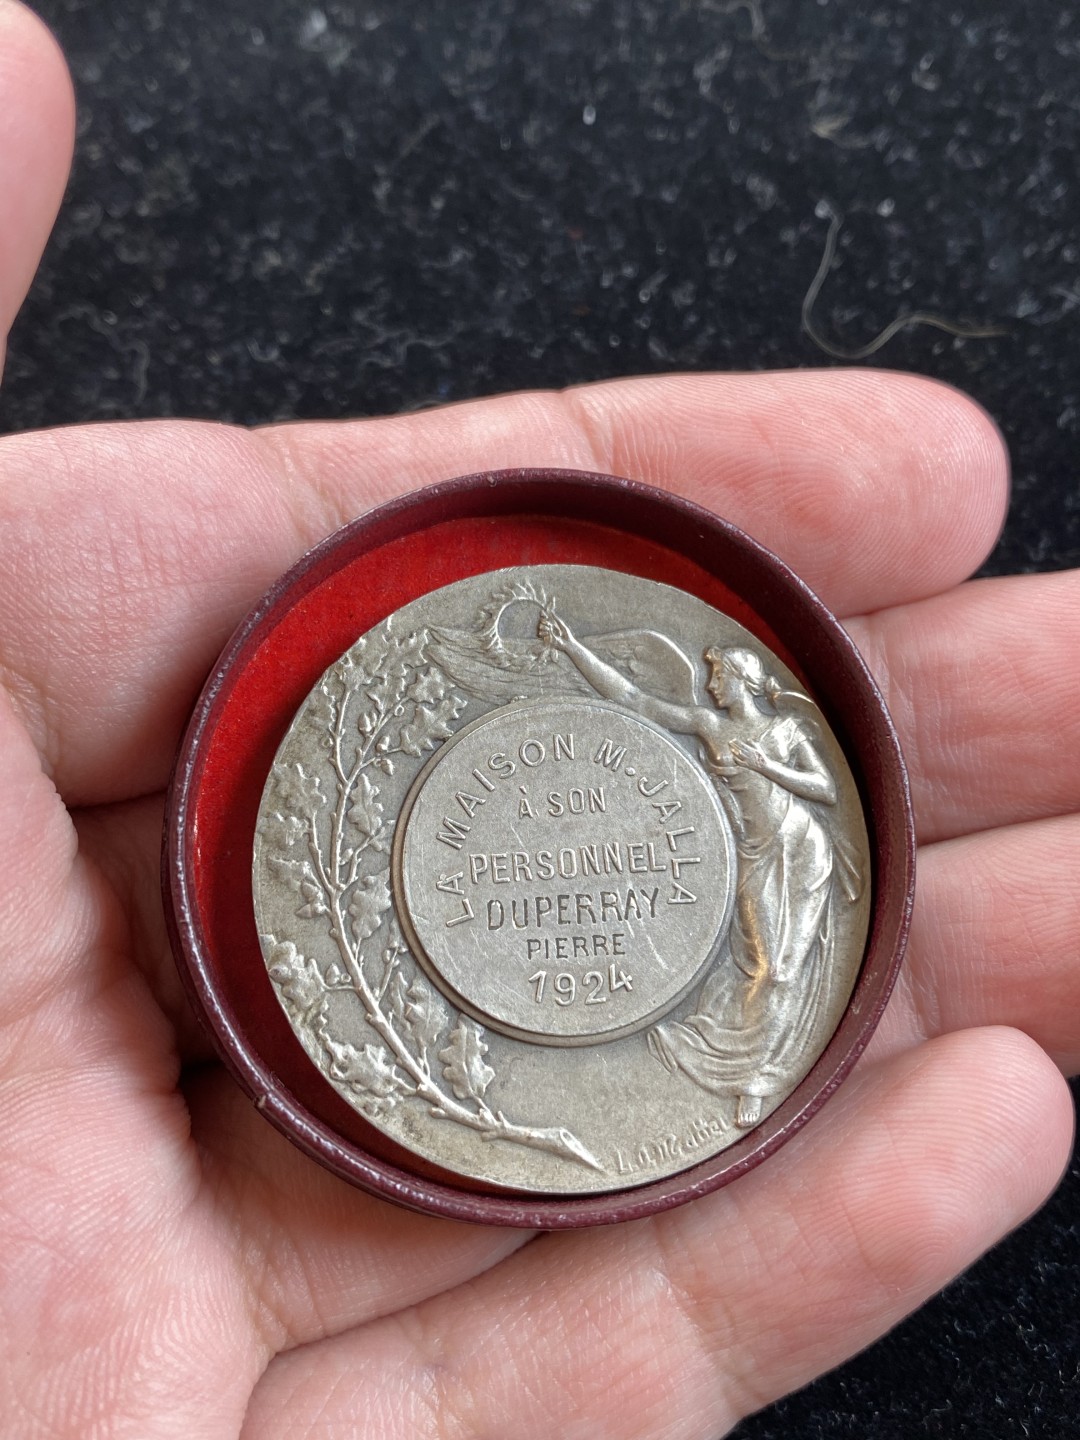 LA MAISON M. JALLA
À SON
PERSONNEL
DUPERRAY
PIERRE
1924